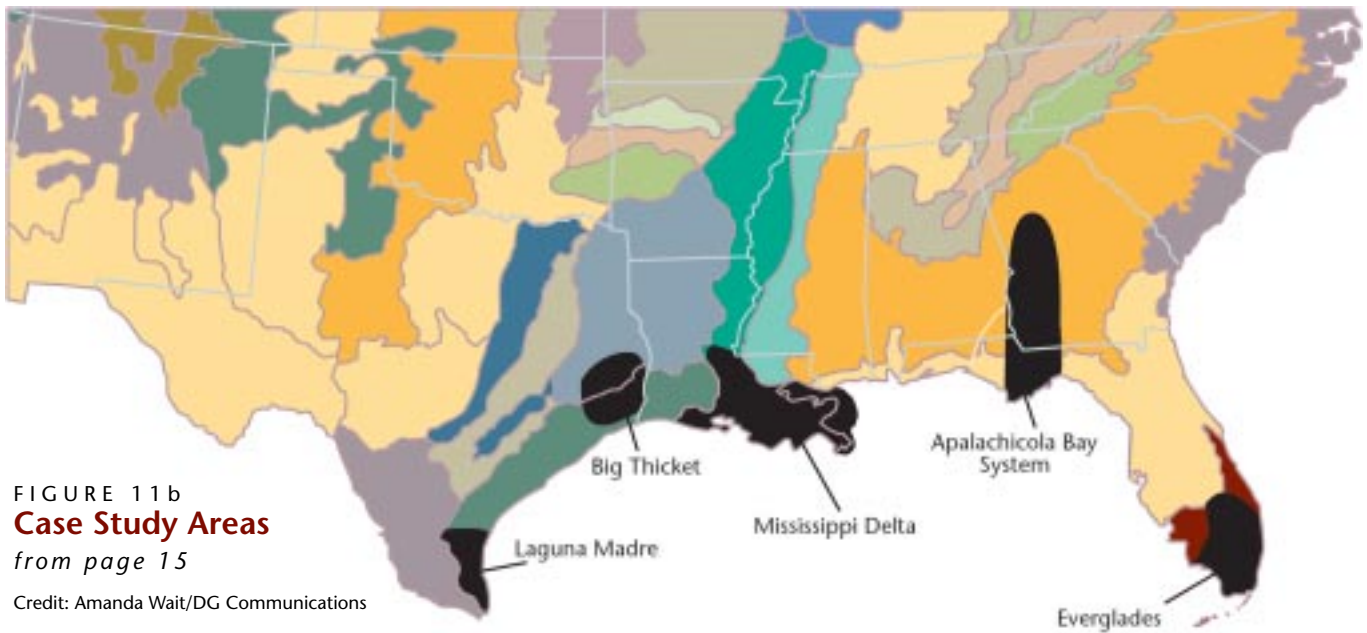 Apalachicola Bay
System
Big Thicket
Mississippi Delta
Laguna Madre
Everglades
FIGURE 11b
Case Study Areas
from page 15
Credit: Amanda Wait/DG Communications